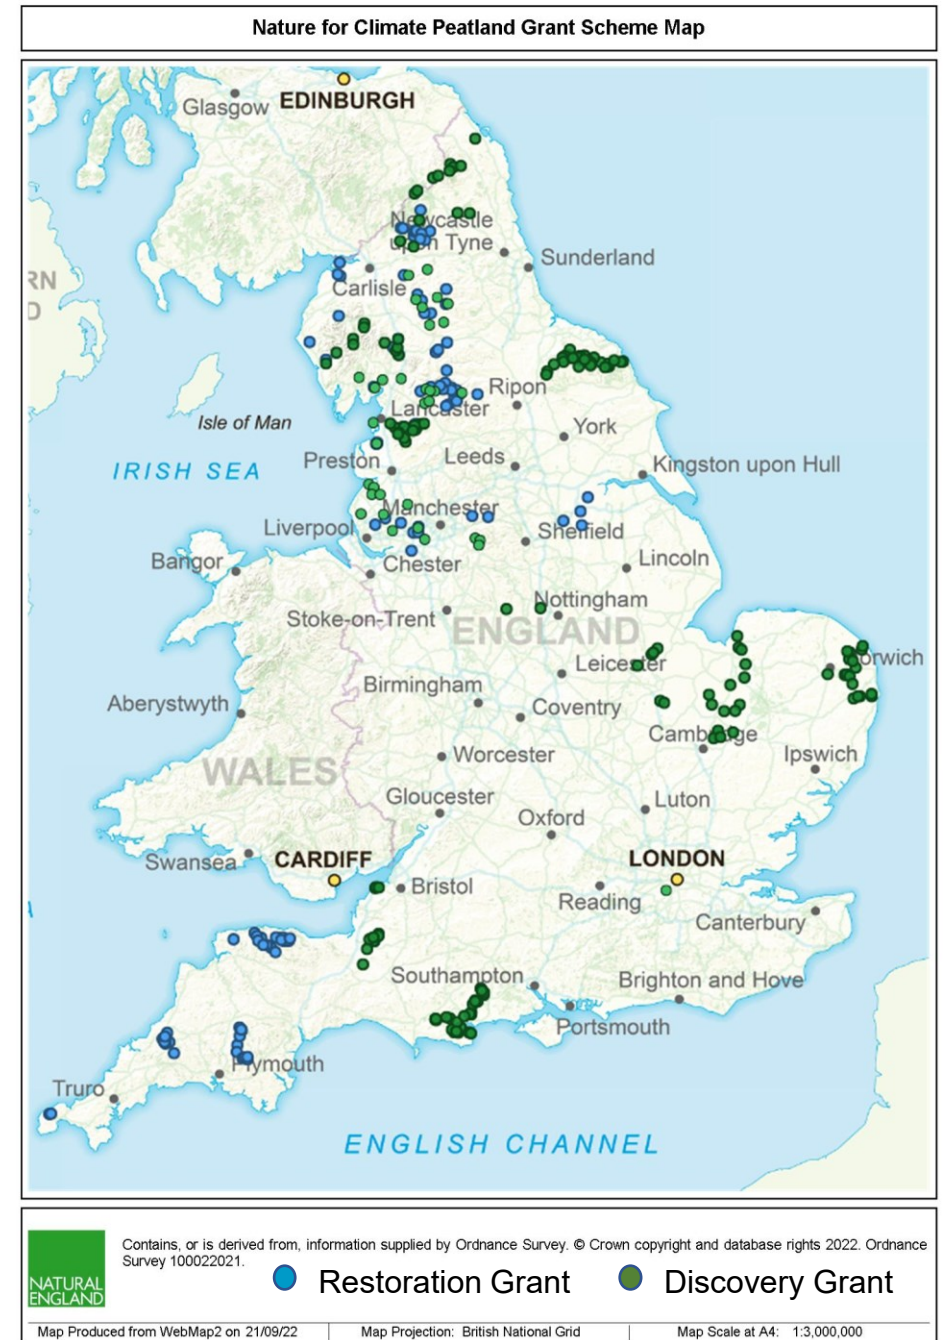 Nature for Climate Peatland Grant Scheme Map
Glasgow
EDINBURGH
Newcastle
upon Tyne
Sunderland
RN
D
Carlisle
Ripon
Isle of Man
Lancaster
York
IRISH SEA
Preston
Leeds
Kingston upon Hull
Manchester
Liverpool
Sheffield
Bangor
Chester
Lincoln
Stoke-on-Trent
Nottingham
ENGLAND
Leicester
orwich
Birmingham
Aberystwyth
Coventry
Cambridge
Worcester
Ipswich
WALES
Gloucester
Luton
Oxford
Swansea
CARDIFF
LONDON
Bristol
Reading
Canterbury
Southampton
Brighton and Hove
Portsmouth
Plymouth
Truro
ENGLISH CHANNEL
Contains, or is derived from, information supplied by Ordnance Survey. © Crown copyright and database rights 2022. Ordnance
Survey 100022021.
NATURAL
ENGLAND
Restoration Grant
Discovery Grant
Map Produced from WebMap2 on 21/09/22
Map Projection: British National Grid
Map Scale at A4: 1:3,000,000